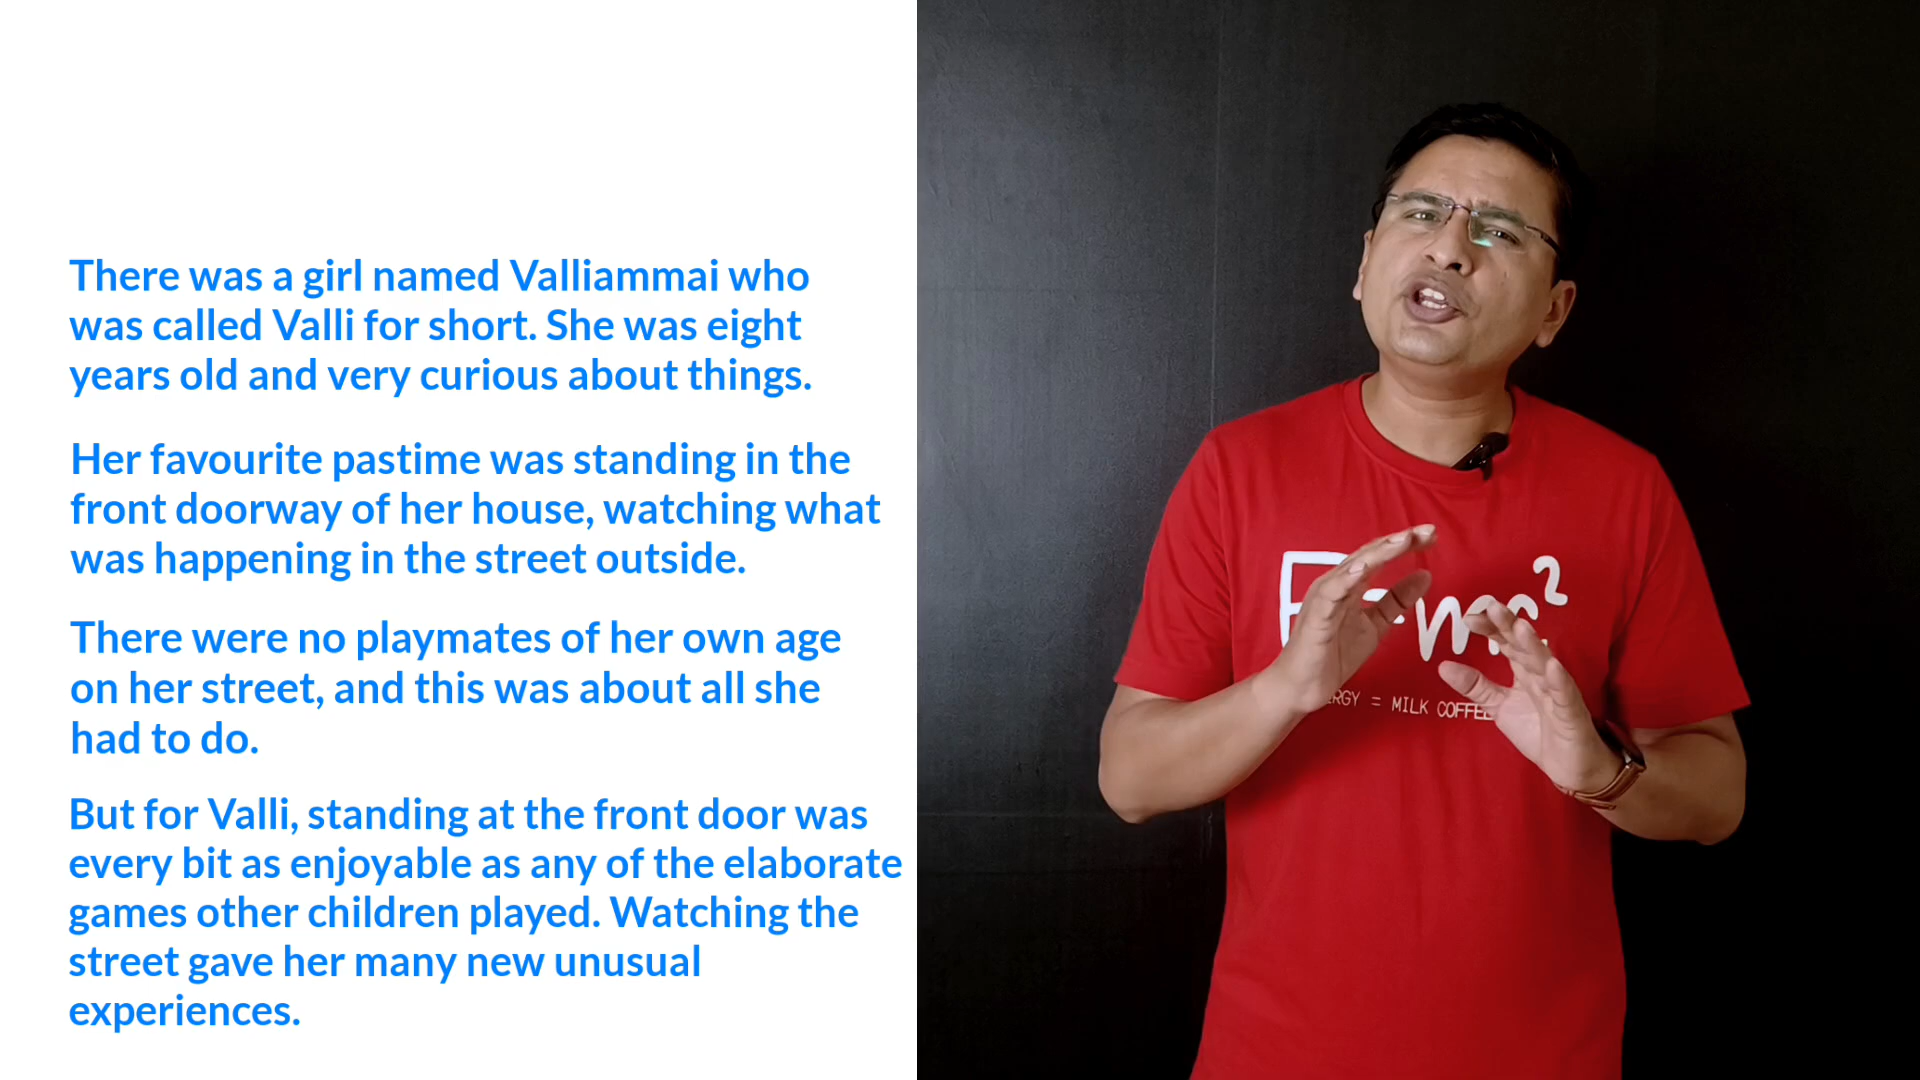 There was a girl named Valliammai who
was called Valli for short. She was eight
years old and very curious about things.
Her favourite pastime was standing in the
front doorway of her house, watching what
was happening in the street outside.
There were no playmates of her own age
on her street, and this was about all she
had to do.
But for Valli, standing at the front door was
every bit as enjoyable as any of the elaborate
games other children played. Watching the
street gave her many new unusual
experiences.
= MILK COFFEE